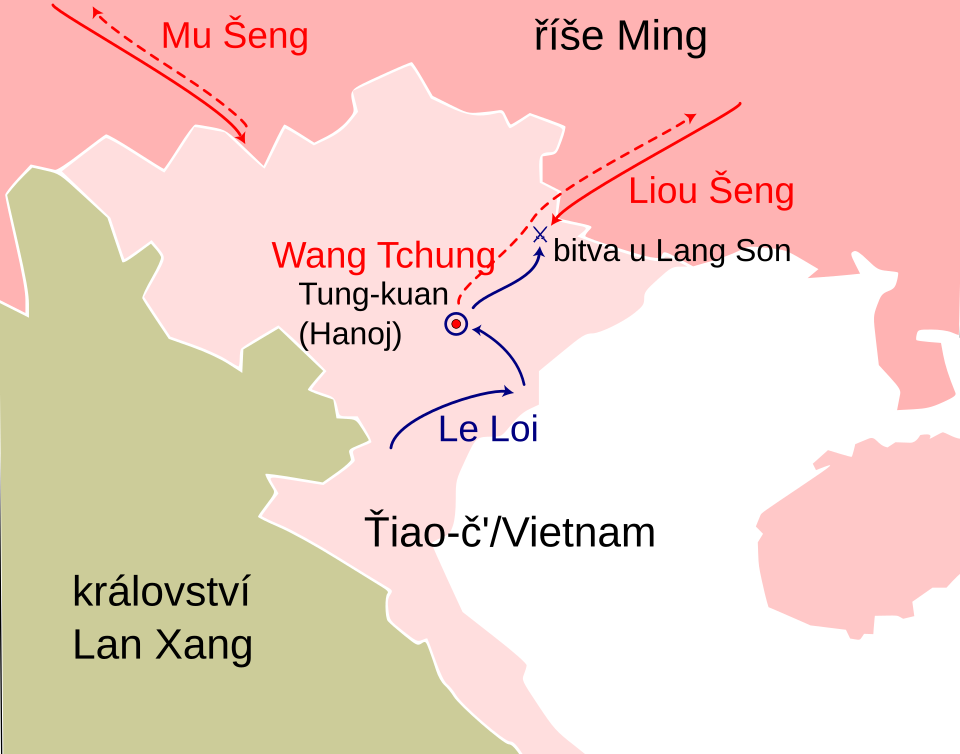 Mu Šeng
říše Ming
Liou Šeng
Wang Tchung
bitva u Lang Son
Tung-kuan
(Hanoj)
Le Loi
Ťiao-č'/Vietnam
království
Lan Xang